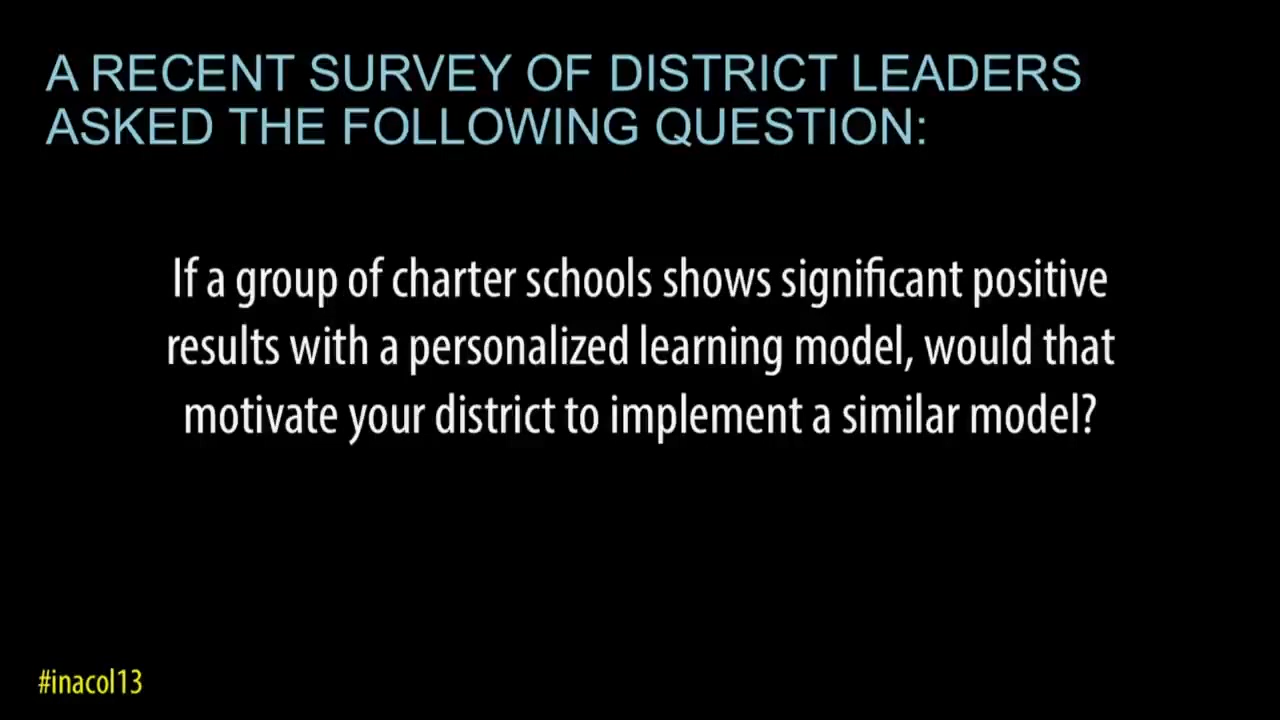 A RECENT SURVEY OF DISTRICT LEADERS
ASKED THE FOLLOWING QUESTION:
If a group of charter schools shows significant positive
results with a personalized learning model, would that
motivate your district to implement a similar model?
#inacol13